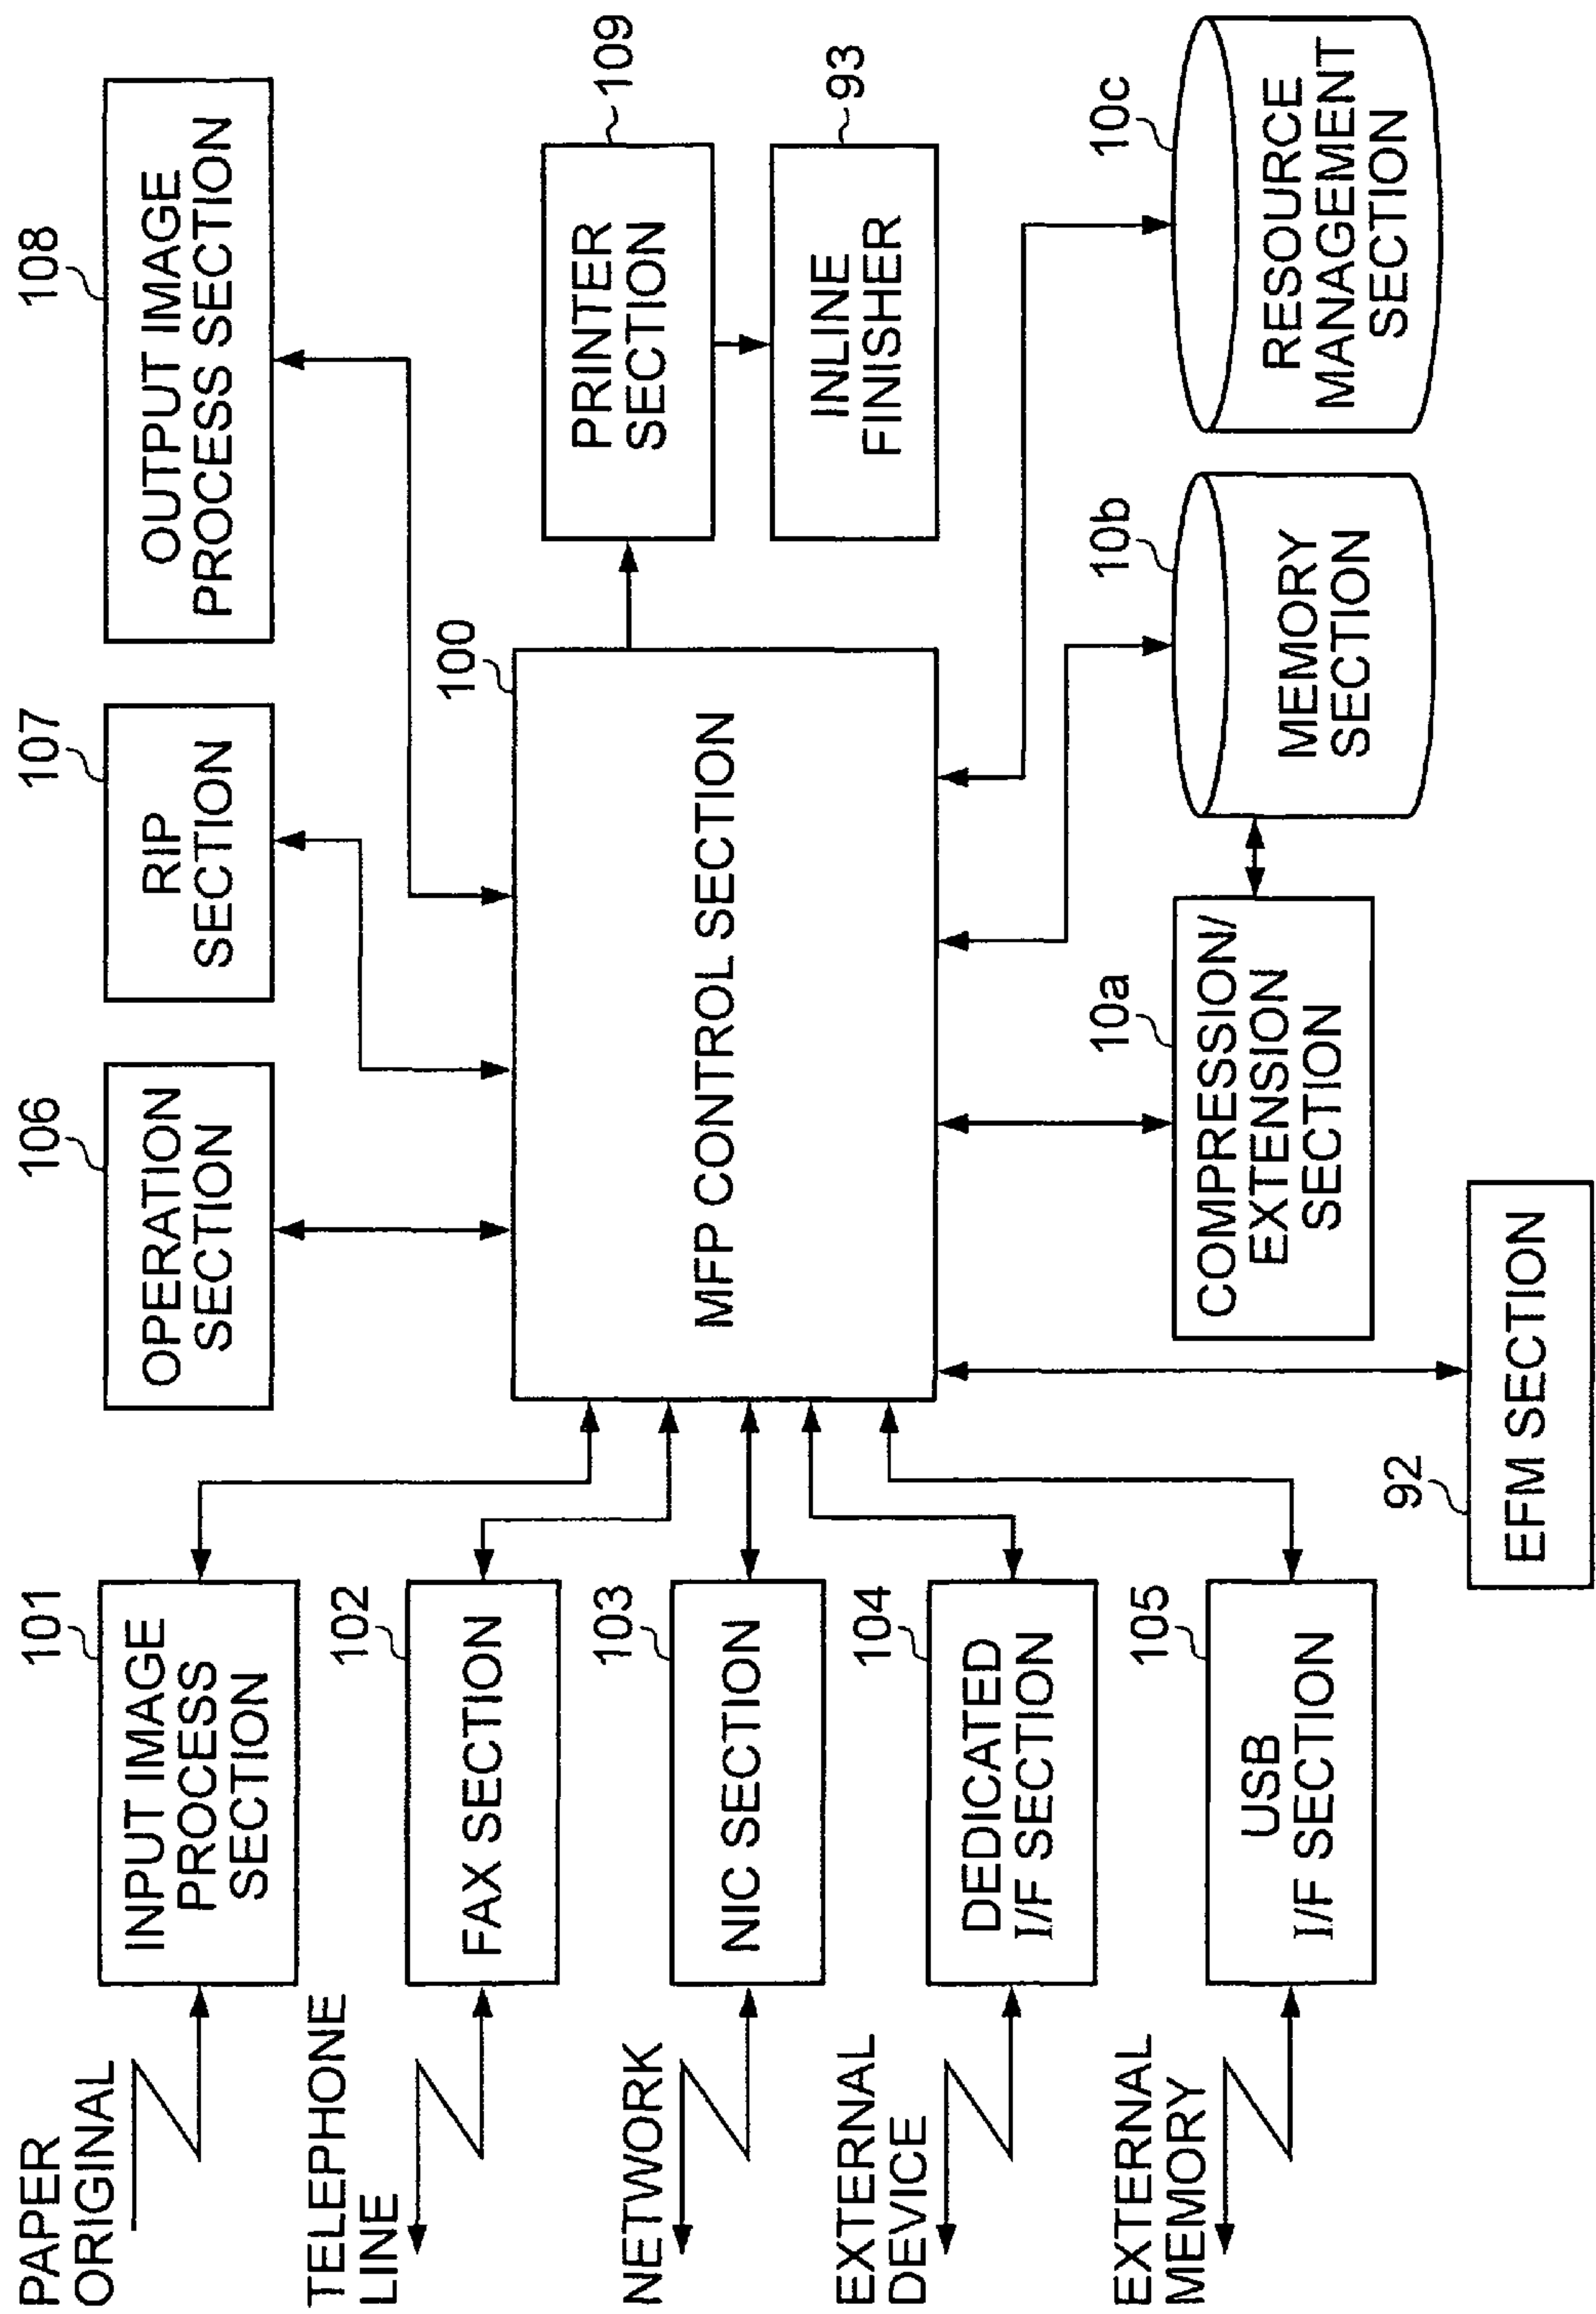 PAPER
ORIGINAL
101
INPUT IMAGE
PROCESS
SECTION
TELEPHONE
LINE
102
FAX SECTION
NETWORK
103
NIC SECTION
EXTERNAL
DEVICE
104
DEDICATED
I/F SECTION
EXTERNAL
MEMORY
105
USB
I/F SECTION
106
OPERATION
SECTION
107
RIP
SECTION
108
OUTPUT IMAGE
PROCESS SECTION
100
MFP CONTROL SECTION
109
PRINTER
SECTION
93
INLINE
FINISHER
92
EFM SECTION
10a
COMPRESSION/
EXTENSION
SECTION
10b
MEMORY
SECTION
10c
RESOURCE
MANAGEMENT
SECTION